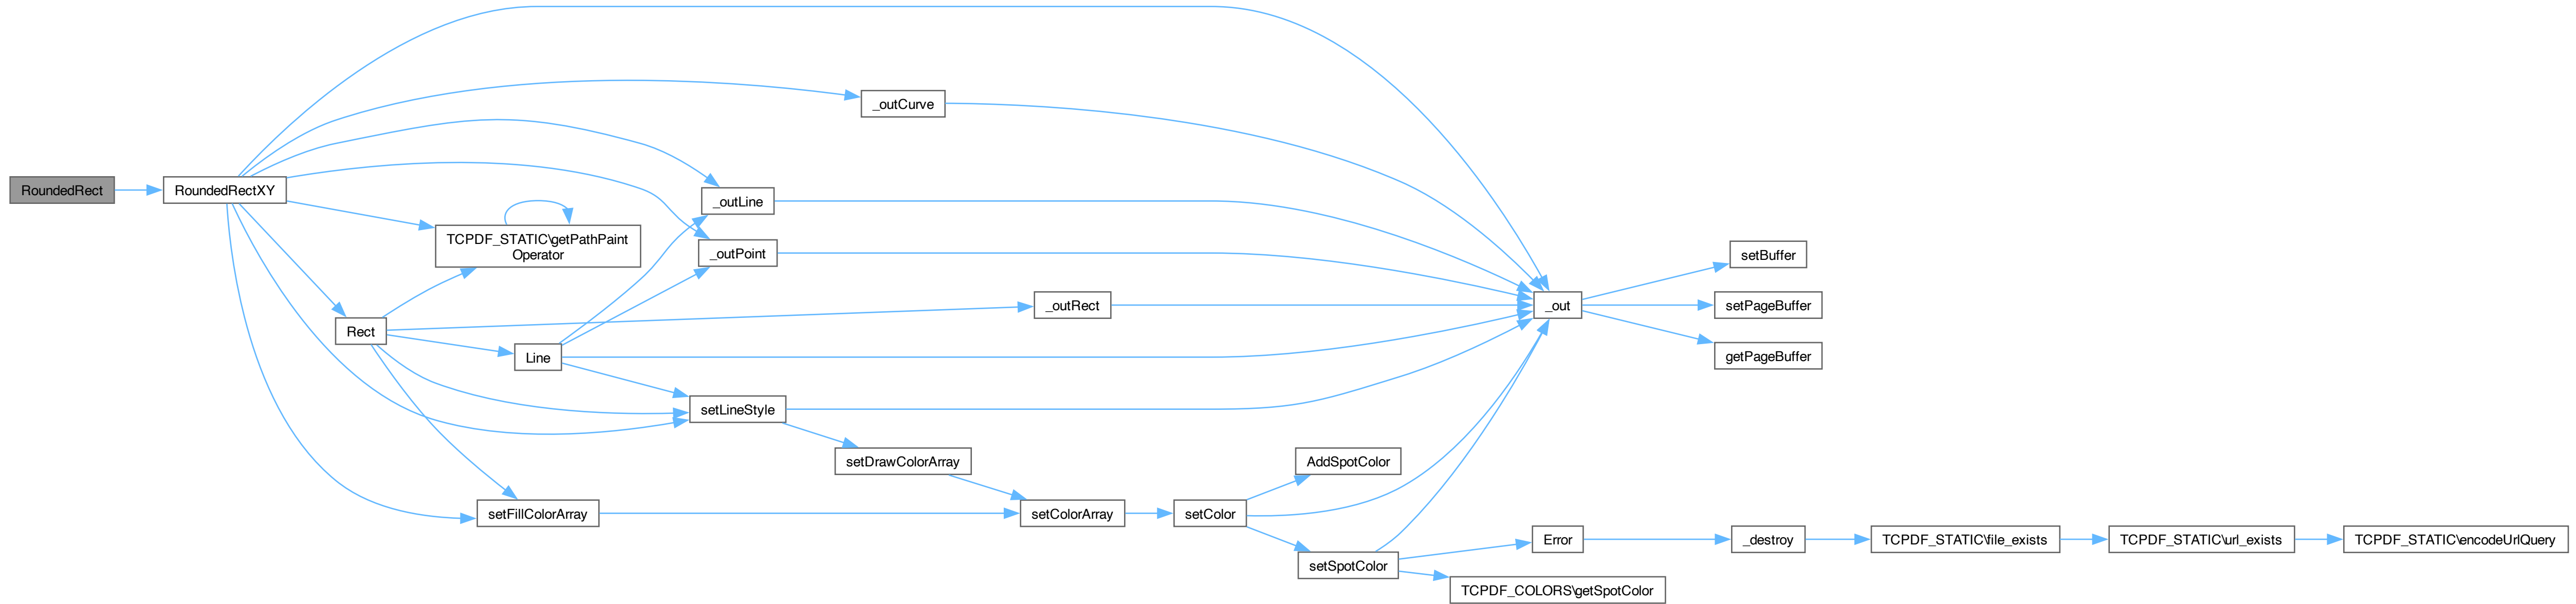 RoundedRect
RoundedRectXY
_outCurve
_outLine
TCPDF_STATIC\getPathPaint
Operator
_outPoint
_outRect
Rect
Line
setLineStyle
setDrawColorArray
setFillColorArray
setColorArray
setColor
AddSpotColor
setSpotColor
_out
setBuffer
setPageBuffer
getPageBuffer
Error
_destroy
TCPDF_STATIC\file_exists
TCPDF_STATIC\url_exists
TCPDF_STATIC\encodeUrlQuery
TCPDF_COLORS\getSpotColor